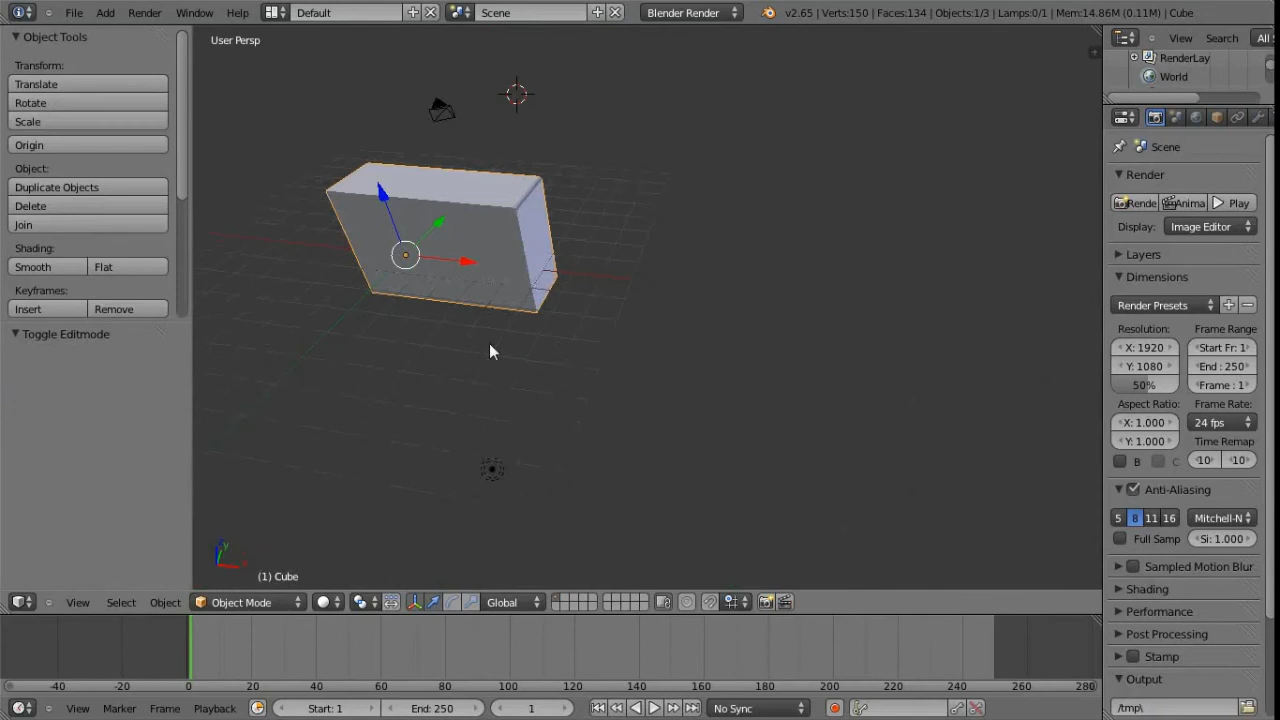 File Add Render Window Help Default Scene Blender Render v2.65 | Verts:150 | Faces:134 | Objects:1/3 | Lamps:0/1 | Mem:14.86M (0.11M) | Cube
Object Tools
Transform:
Translate
Rotate
Scale
Origin
Object:
Duplicate Objects
Delete
Join
Shading:
Smooth Flat
Keyframes:
Insert Remove
Toggle Editmode
User Persp
(1) Cube
View Select Object Object Mode Global
View Search All
RenderLay
World
Scene
Render
Rende Anima Play
Display: Image Editor
Layers
Dimensions
Render Presets
Resolution: Frame Range
X: 1920 Start Fr: 1
Y: 1080 End : 250
50% Frame : 1
Aspect Ratio: Frame Rate:
X: 1.000 24 fps
Y: 1.000 Time Remap
B C 10 10
Anti-Aliasing
5 8 11 16 Mitchell-N
Full Samp Si: 1.000
Sampled Motion Blur
Shading
Performance
Post Processing
Stamp
Output
/tmp\
-40 -20 0 20 40 60 80 100 120 140 160 180 200 220 240 260 280
View Marker Frame Playback Start: 1 End: 250 1 No Sync